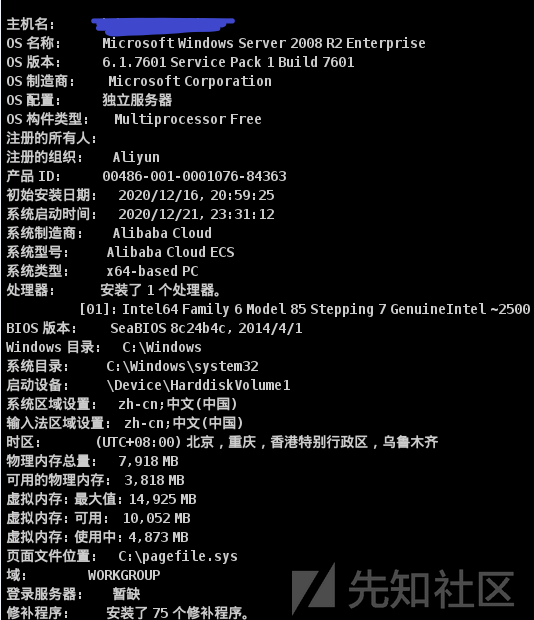 主机名：
OS 名称： Microsoft Windows Server 2008 R2 Enterprise
OS 版本： 6.1.7601 Service Pack 1 Build 7601
OS 制造商： Microsoft Corporation
OS 配置： 独立服务器
OS 构件类型： Multiprocessor Free
注册的所有人：
注册的组织： Aliyun
产品 ID： 00486-001-0001076-84363
初始安装日期： 2020/12/16, 20:59:25
系统启动时间： 2020/12/21, 23:31:12
系统制造商： Alibaba Cloud
系统型号： Alibaba Cloud ECS
系统类型： x64-based PC
处理器： 安装了 1 个处理器。
[01]: Intel64 Family 6 Model 85 Stepping 7 GenuineIntel ~2500
BIOS 版本： SeaBIOS 8c24b4c, 2014/4/1
Windows 目录： C:\Windows
系统目录： C:\Windows\system32
启动设备： \Device\HarddiskVolume1
系统区域设置： zh-cn;中文(中国)
输入法区域设置： zh-cn;中文(中国)
时区： (UTC+08:00) 北京，重庆，香港特别行政区，乌鲁木齐
物理内存总量： 7,918 MB
可用的物理内存： 3,818 MB
虚拟内存：最大值：14,925 MB
虚拟内存：可用： 10,052 MB
虚拟内存：使用中：4,873 MB
页面文件位置： C:\pagefile.sys
域： WORKGROUP
登录服务器： 暂缺
修补程序： 安装了 75 个修补程序。
先知社区